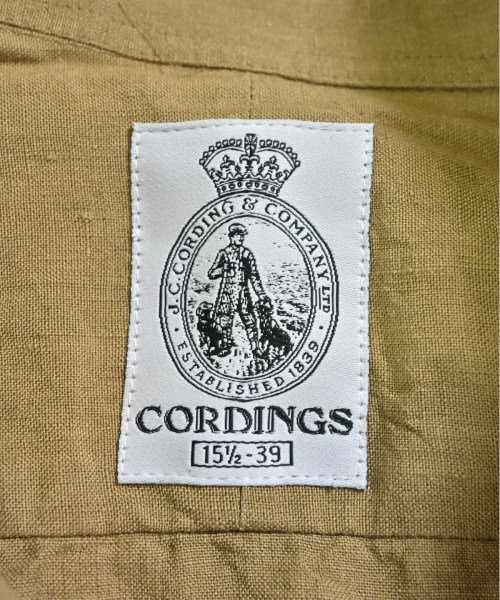 J.C. CORDING & COMPANY LTD
· ESTABLISHED 1839 ·
CORDINGS
15½-39